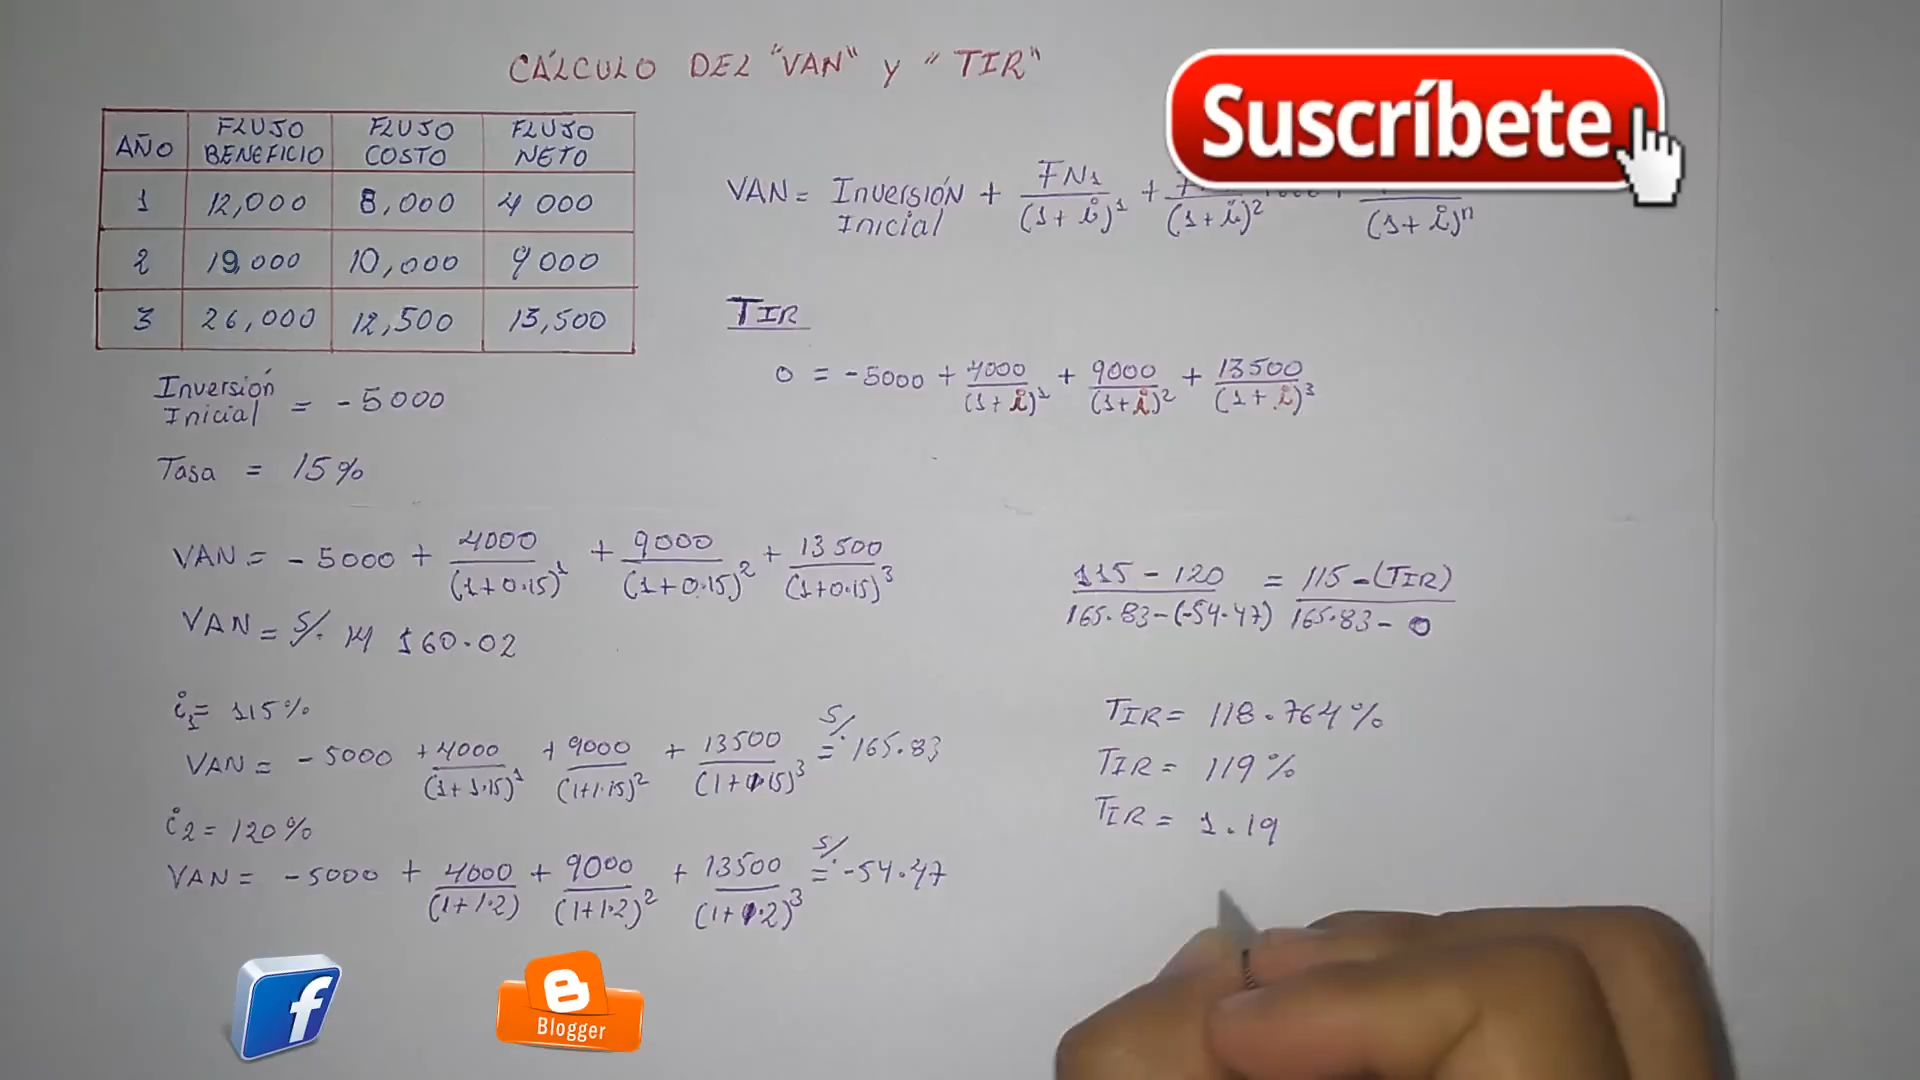 CÁLCULO DEL "VAN" y "TIR"
Suscríbete
AÑO FLUJO BENEFICIO FLUJO COSTO FLUJO NETO
1 12,000 8,000 4 000
2 19,000 10,000 9 000
3 26,000 12,500 13,500
VAN = Inversión Inicial + FN1/(1+i)^1 + /(1+i)^2 /(1+i)^n
TIR
0 = -5000 + 4000/(1+i)^1 + 9000/(1+i)^2 + 13500/(1+i)^3
Inversión Inicial = -5000
Tasa = 15%
VAN = -5000 + 4000/(1+0.15)^1 + 9000/(1+0.15)^2 + 13500/(1+0.15)^3
VAN = S/. 14 160.02
i1 = 115%
VAN = -5000 + 4000/(1+1.15)^1 + 9000/(1+1.15)^2 + 13500/(1+1.15)^3 = S/. 165.83
i2 = 120%
VAN = -5000 + 4000/(1+1.2) + 9000/(1+1.2)^2 + 13500/(1+1.2)^3 = S/. -54.47
115-120/165.83-(-54.47) = 115-(TIR)/165.83-0
TIR = 118.764%
TIR = 119%
TIR = 1.19
f
B
Blogger